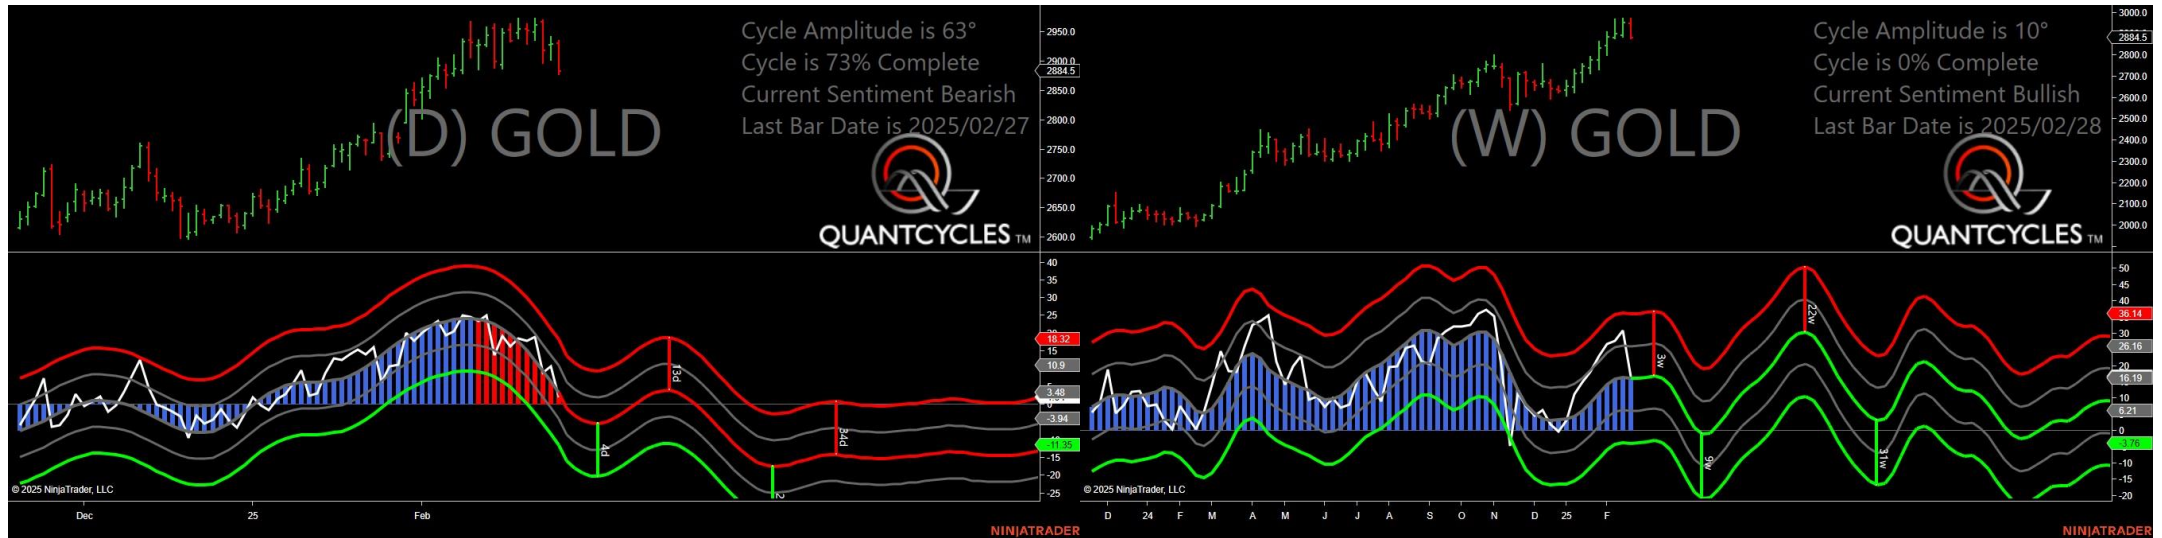 Cycle Amplitude is 63°
Cycle is 73% Complete
Current Sentiment Bearish
Last Bar Date is 2025/02/27
(D) GOLD
QUANTCYCLES TM
2950.0
2900.0
2884.5
2850.0
2800.0
2750.0
2700.0
2650.0
2600.0
40
35
30
25
18.32
15
10.9
3.48
0
-3.94
-11.35
-15
-20
-25
4d
13d
2
34d
© 2025 NinjaTrader, LLC
Dec
25
Feb
NINJATRADER
Cycle Amplitude is 10°
Cycle is 0% Complete
Current Sentiment Bullish
Last Bar Date is 2025/02/28
(W) GOLD
QUANTCYCLES TM
3000.0
2884.5
2800.0
2700.0
2600.0
2500.0
2400.0
2300.0
2200.0
2100.0
2000.0
50
45
40
36.14
30
26.16
20
16.19
10
6.21
0
-3.76
-10
-15
-20
3w
9w
22w
31w
© 2025 NinjaTrader, LLC
D
24
F
M
A
M
J
J
A
S
O
N
D
25
F
NINJATRADER